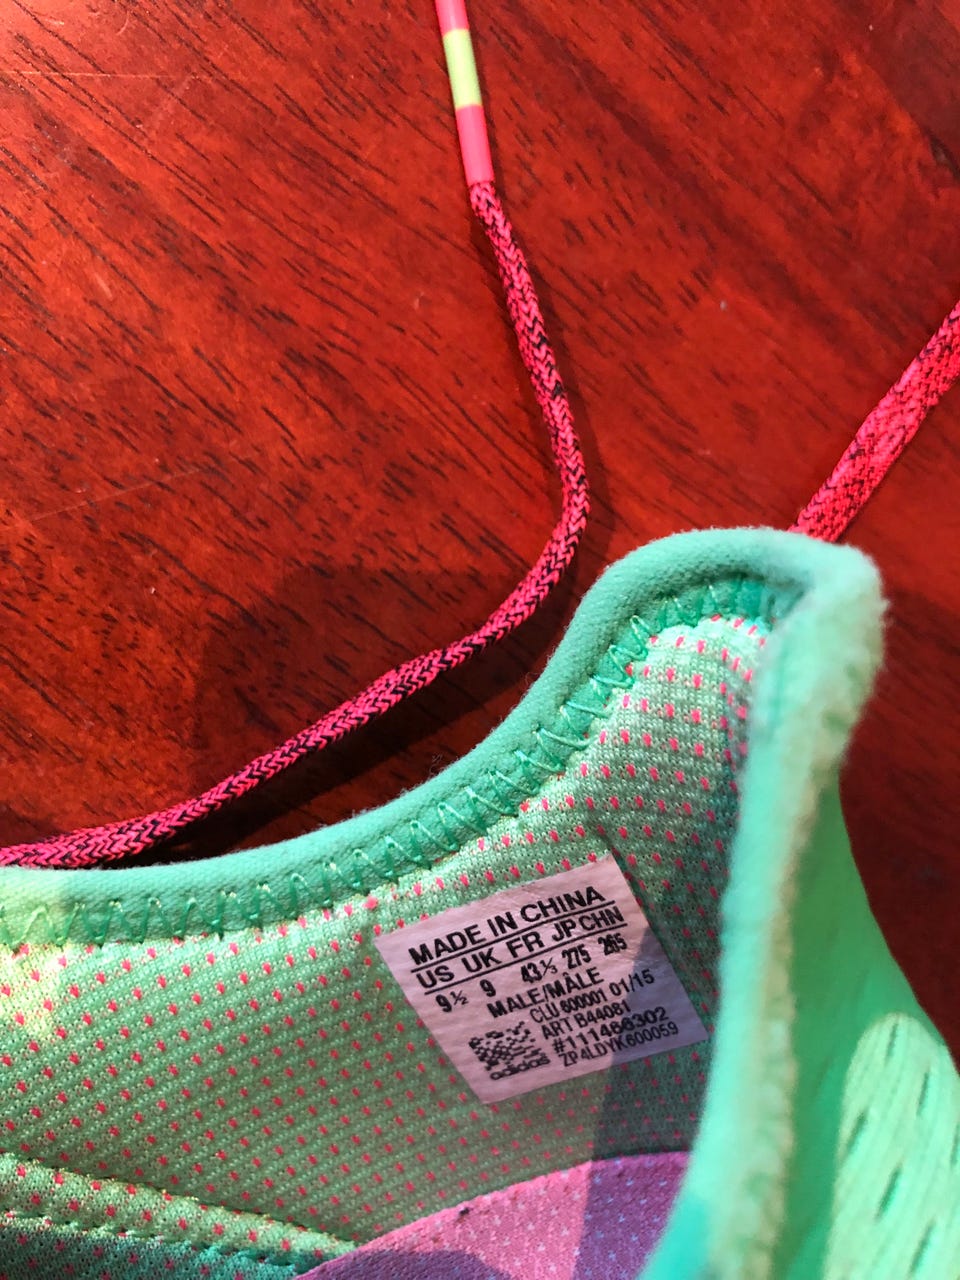 MADE IN CHINA
US UK FR JP CHN
9½ 9 43⅓ 275 265
MALE/MÂLE
CLU 600001 01/15
ART B44081
#111468302
ZP4LDYK600059
adidas